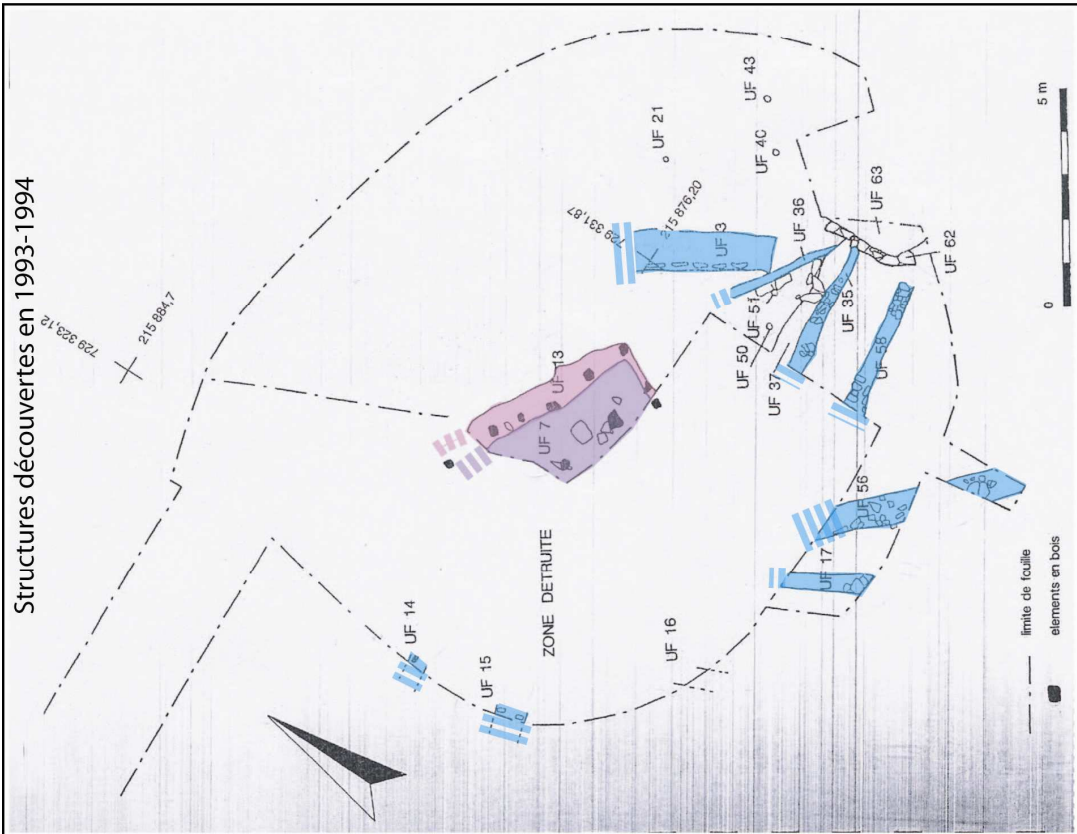 Structures découvertes en 1993-1994
729 323,12
215 884,7
UF 43
UF 21
UF 4C
729 331,87
215 876,20
UF 3
UF 36
UF 63
UF 62
UF 51
UF 50
UF 35
UF 37
UF 58
UF 13
UF 7
UF 56
UF 17
UF 14
UF 15
UF 16
ZONE DETRUITE
0
5 m
limite de fouille
elements en bois